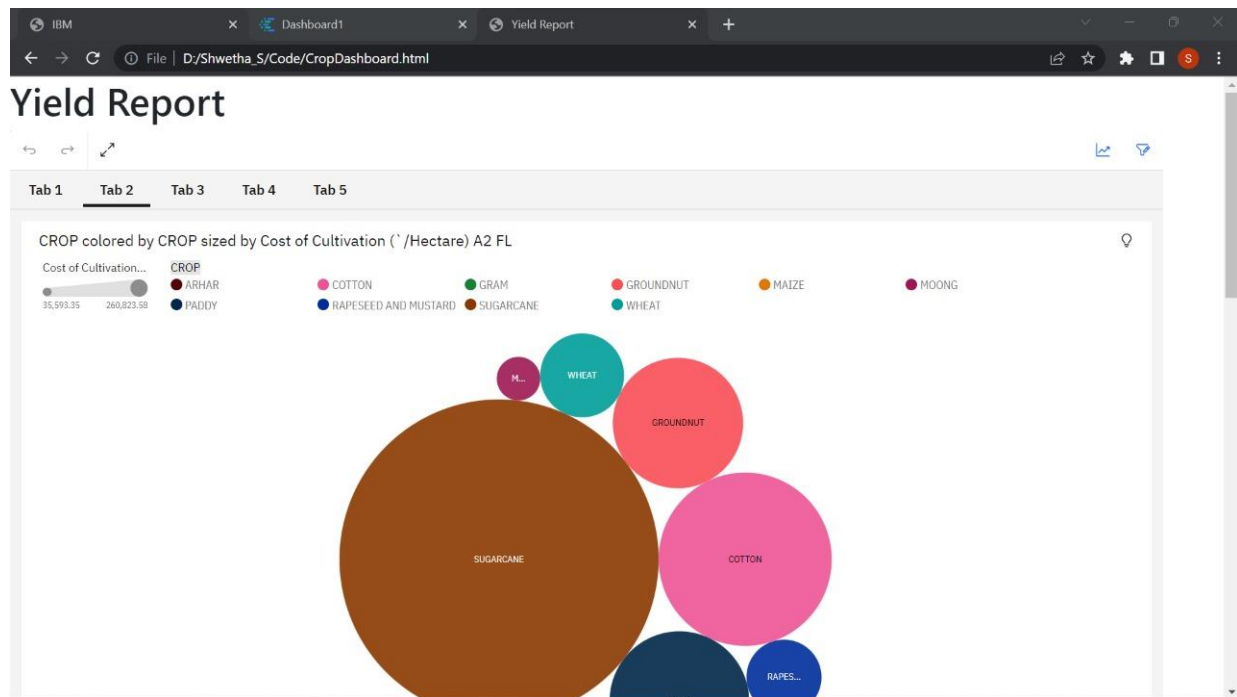 IBM
Dashboard1
Yield Report
File | D:/Shwetha_S/Code/CropDashboard.html
S
Yield Report
Tab 1 Tab 2 Tab 3 Tab 4 Tab 5
CROP colored by CROP sized by Cost of Cultivation (`/Hectare) A2 FL
Cost of Cultivation...
35,593.35 260,823.58
CROP
ARHAR COTTON GRAM GROUNDNUT MAIZE MOONG
PADDY RAPESEED AND MUSTARD SUGARCANE WHEAT
M...
WHEAT
GROUNDNUT
SUGARCANE
COTTON
RAPES...